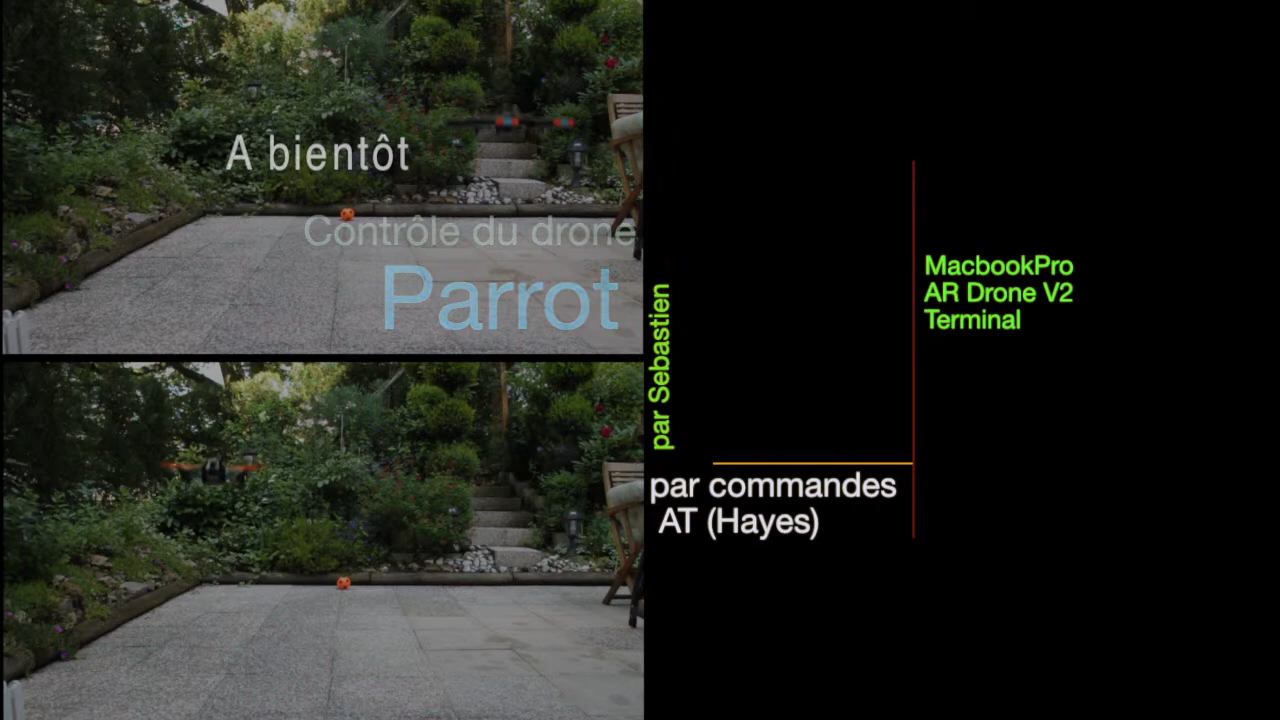 A bientôt
Contrôle du drone
Parrot
par Sebastien
par commandes
AT (Hayes)
MacbookPro
AR Drone V2
Terminal